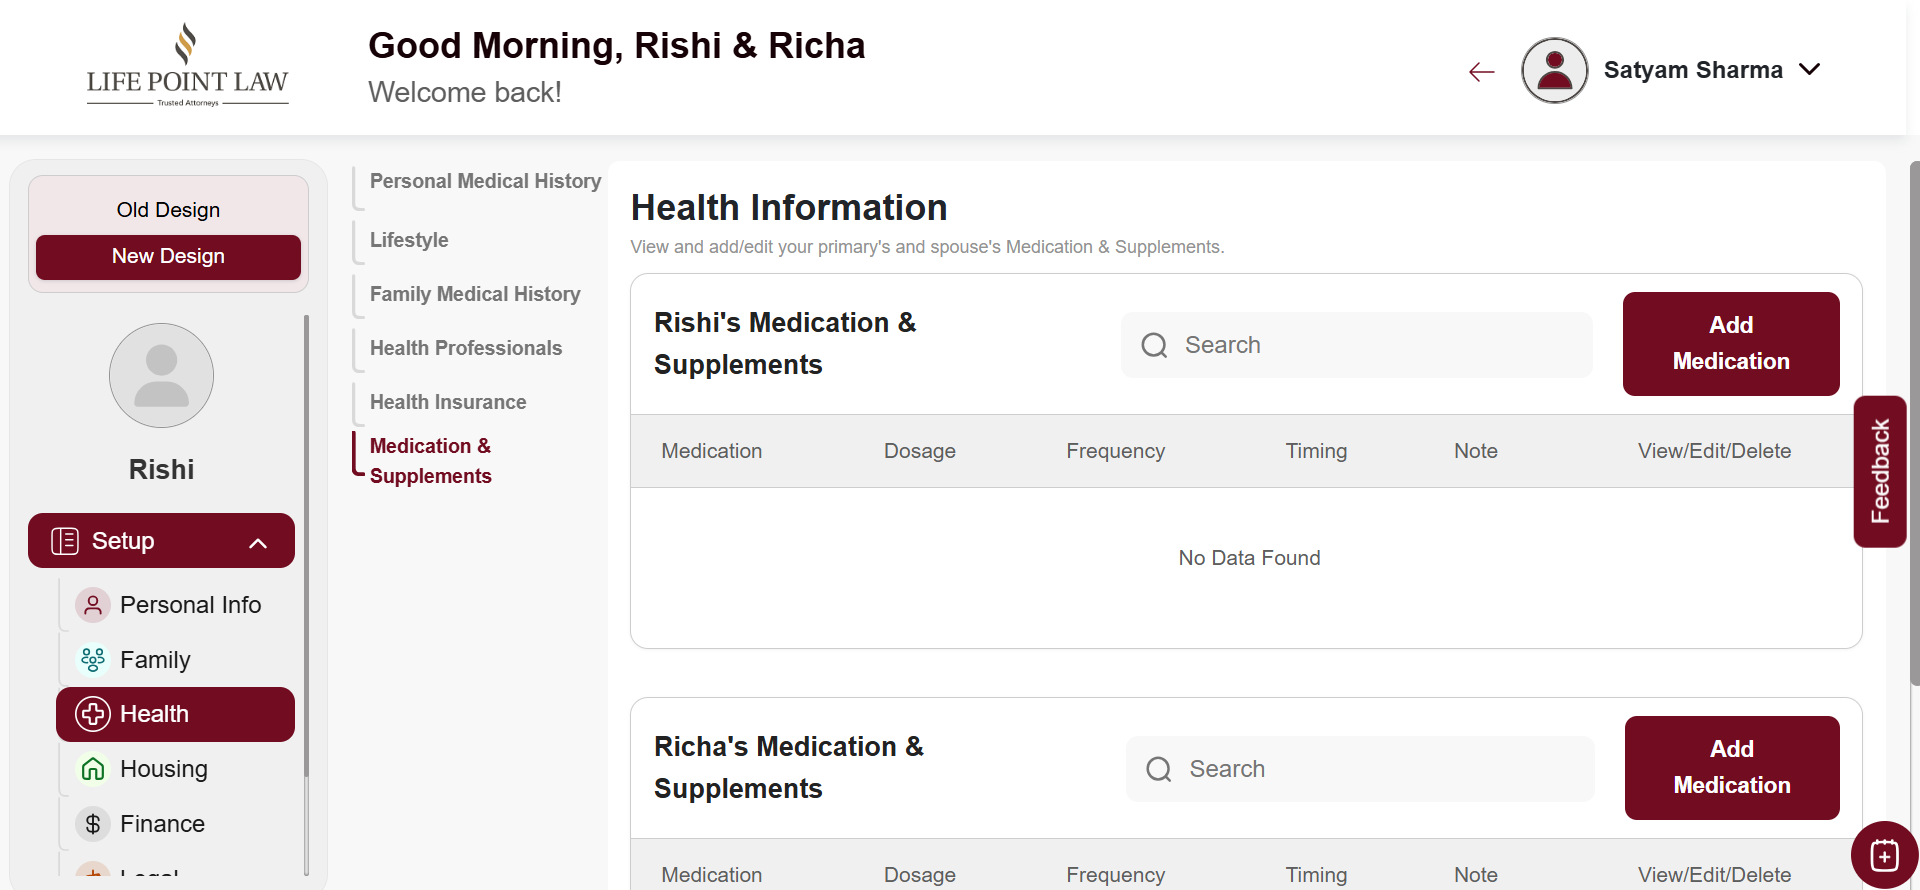 LIFE POINT LAW
Trusted Attorneys
Good Morning, Rishi & Richa
Welcome back!
Satyam Sharma
Old Design
New Design
Rishi
Setup
Personal Info
Family
Health
Housing
Finance
Legal
Personal Medical History
Lifestyle
Family Medical History
Health Professionals
Health Insurance
Medication &
Supplements
Health Information
View and add/edit your primary's and spouse's Medication & Supplements.
Rishi's Medication &
Supplements
Search
Add
Medication
Medication Dosage Frequency Timing Note View/Edit/Delete
No Data Found
Richa's Medication &
Supplements
Search
Add
Medication
Medication Dosage Frequency Timing Note View/Edit/Delete
Feedback